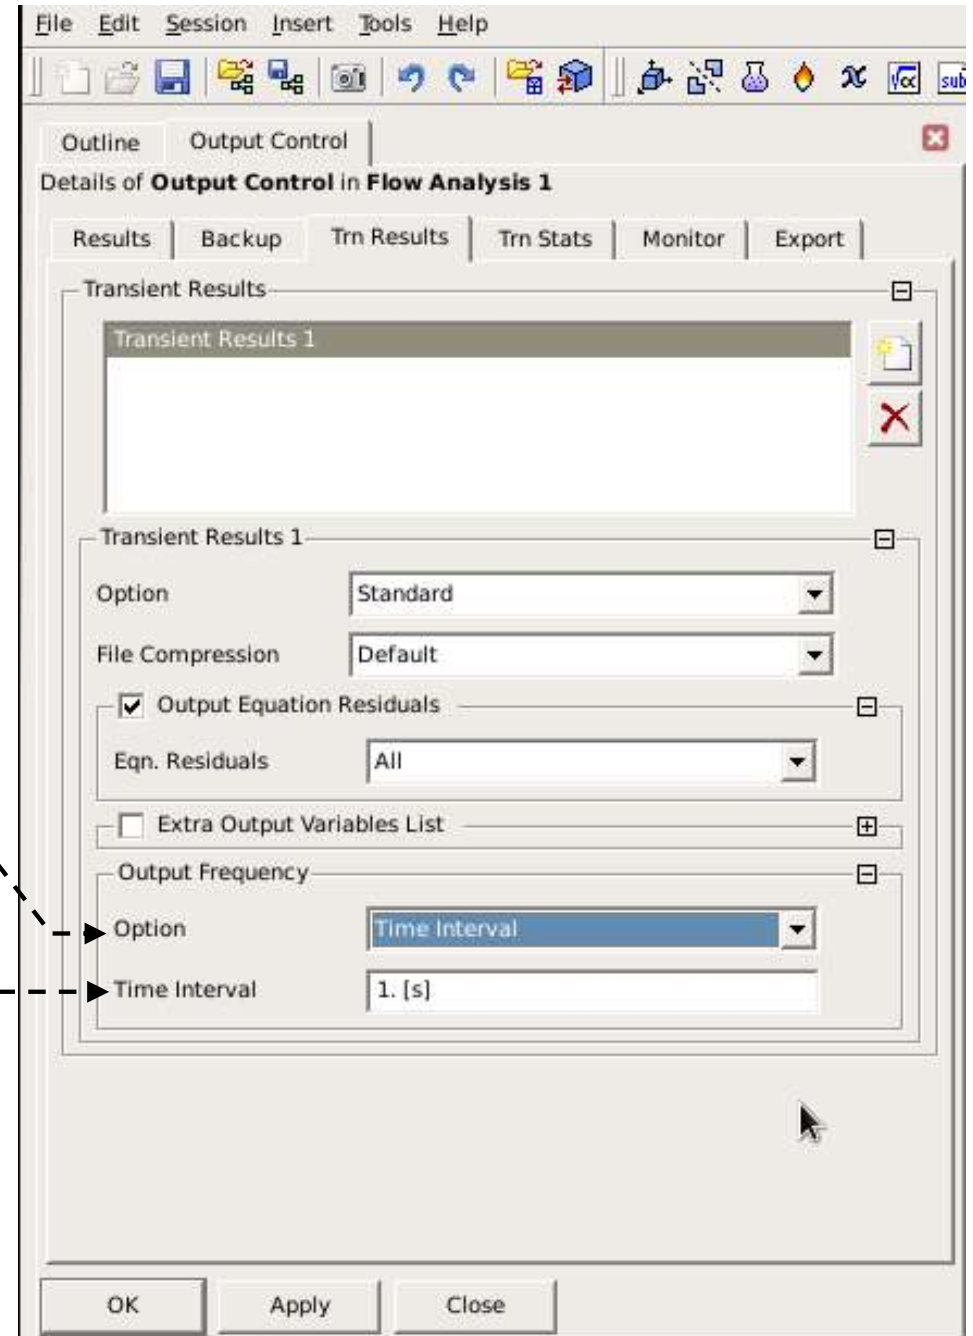 File Edit Session Insert Tools Help
√α sub
Outline Output Control
Details of Output Control in Flow Analysis 1
Results Backup Trn Results Trn Stats Monitor Export
Transient Results
Transient Results 1
Transient Results 1
Option Standard
File Compression Default
Output Equation Residuals
Eqn. Residuals All
Extra Output Variables List
Output Frequency
Option Time Interval
Time Interval 1. [s]
OK Apply Close